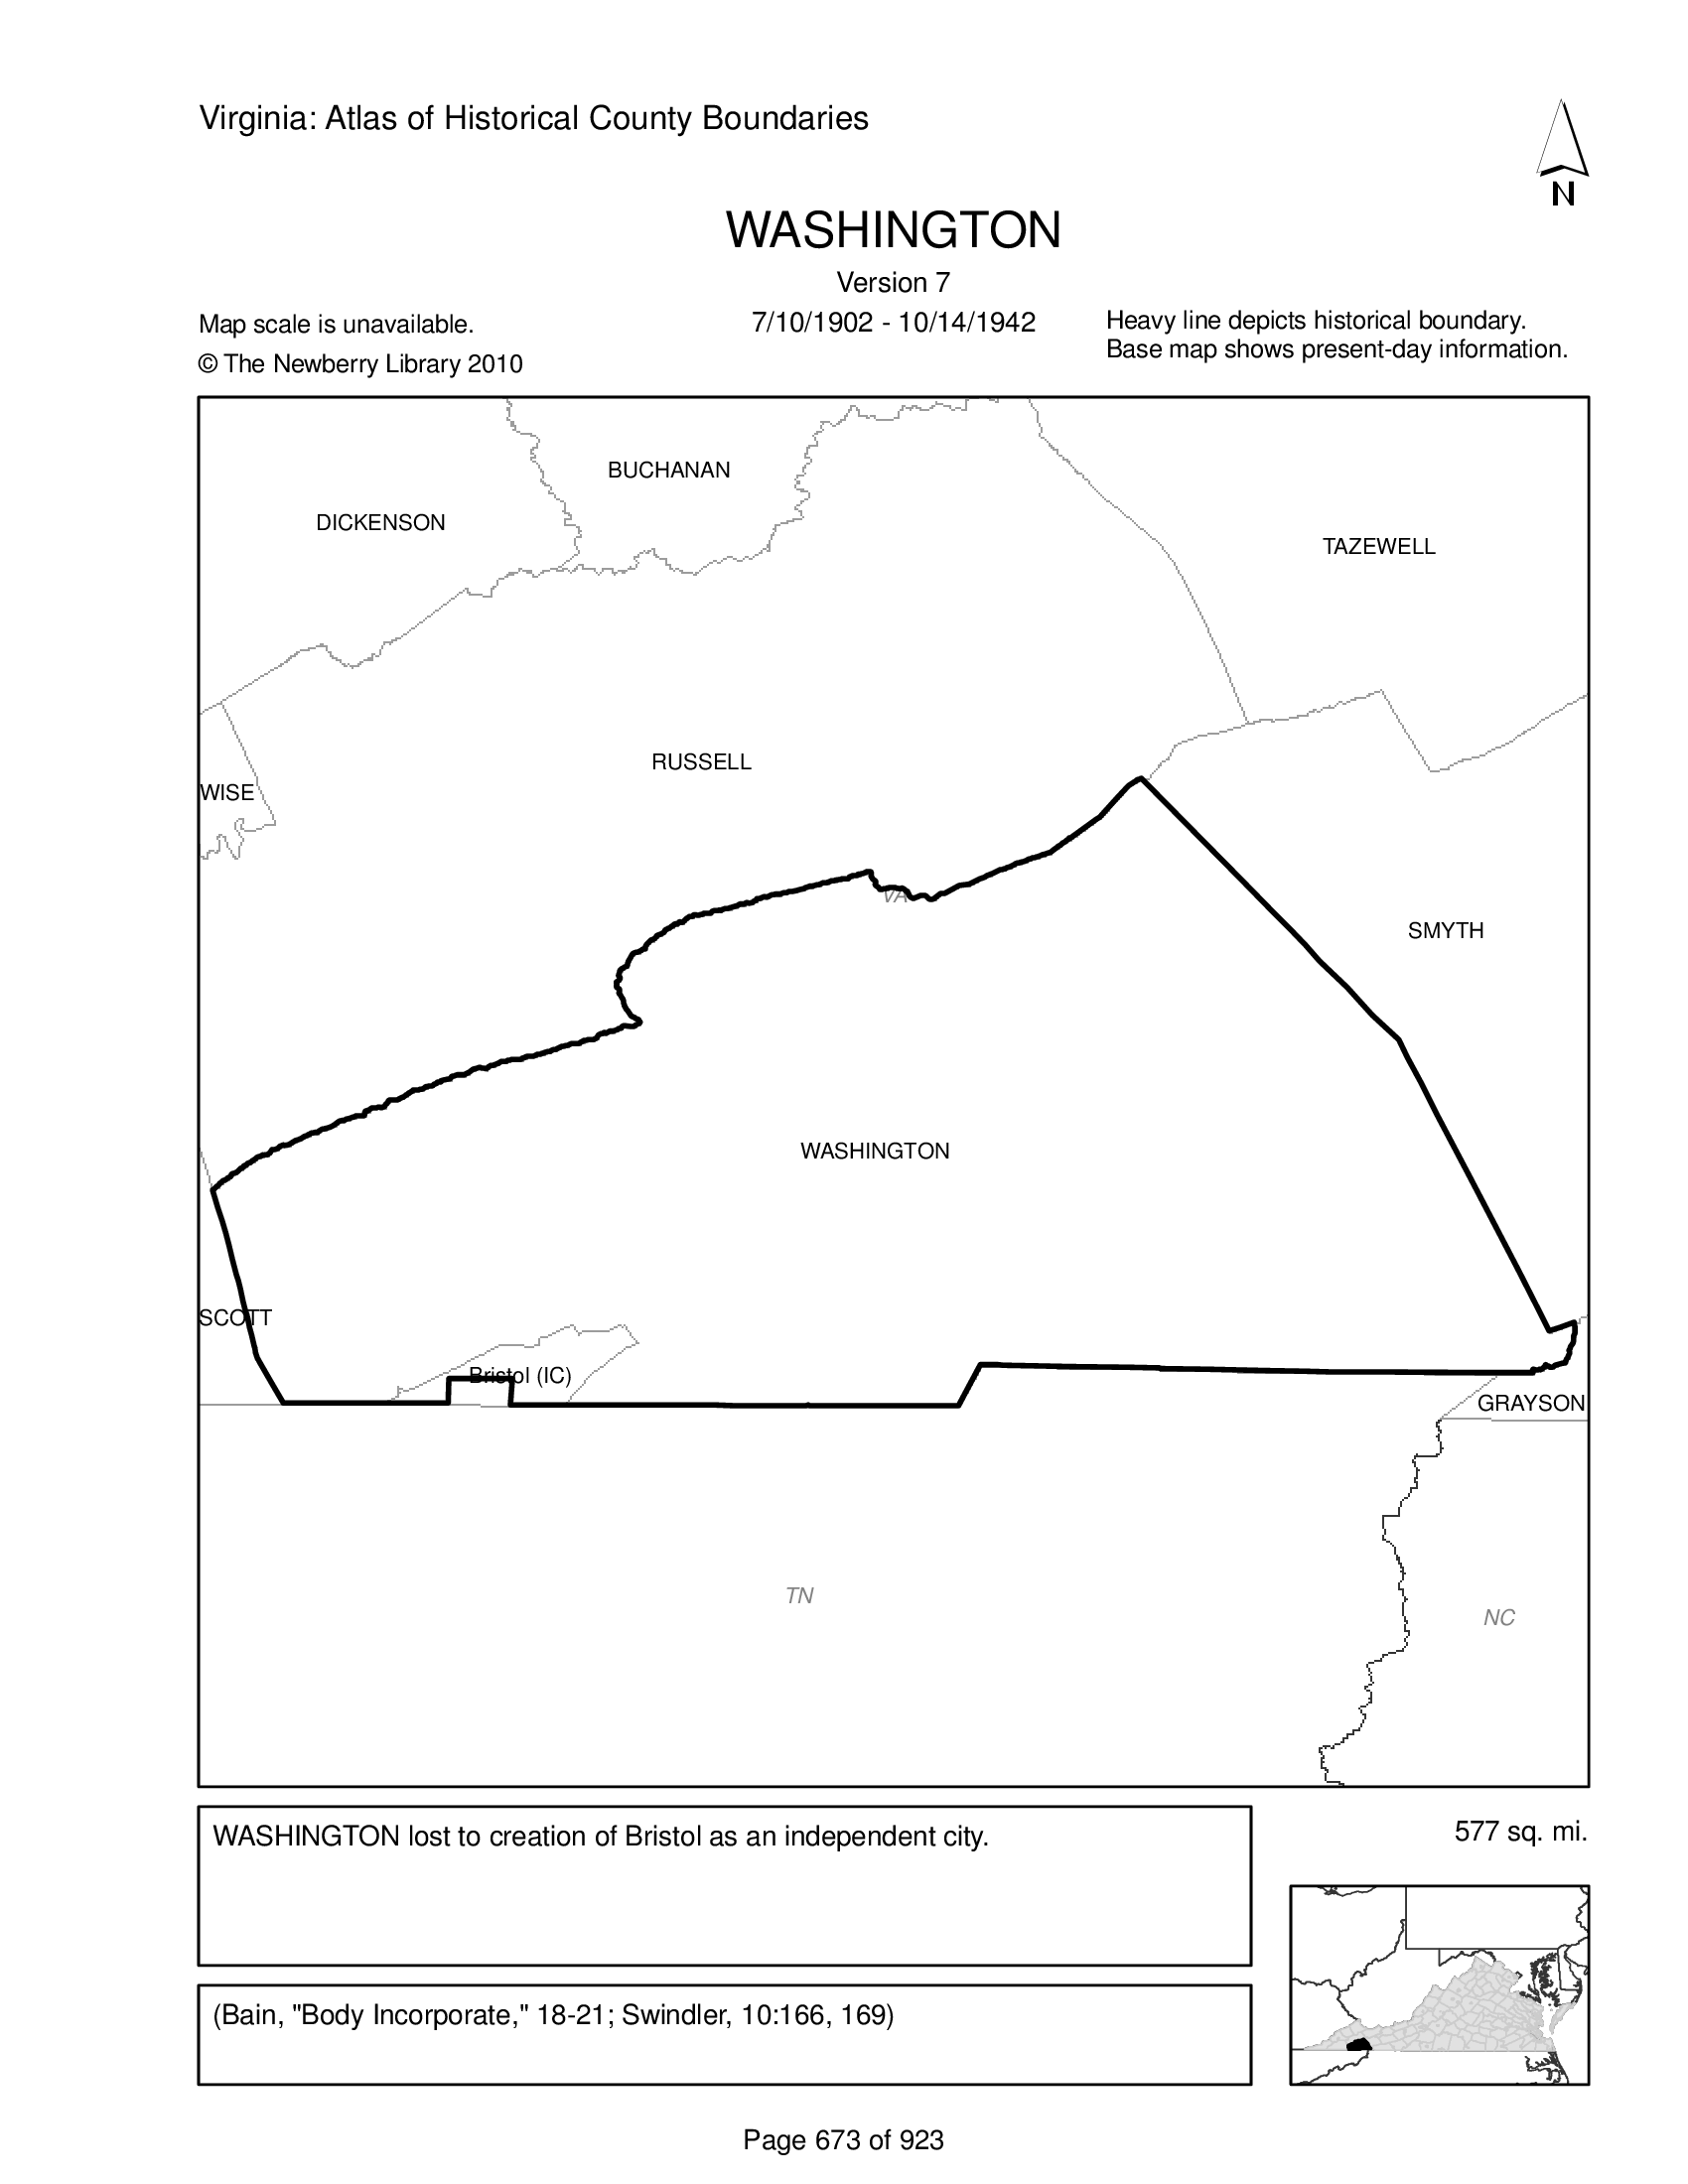 Virginia: Atlas of Historical County Boundaries
N
WASHINGTON
Version 7
7/10/1902 - 10/14/1942
Map scale is unavailable.
© The Newberry Library 2010
Heavy line depicts historical boundary.
Base map shows present-day information.
BUCHANAN
DICKENSON
TAZEWELL
RUSSELL
WISE
VA
SMYTH
WASHINGTON
SCOTT
Bristol (IC)
GRAYSON
TN
NC
WASHINGTON lost to creation of Bristol as an independent city.
577 sq. mi.
(Bain, "Body Incorporate," 18-21; Swindler, 10:166, 169)
Page 673 of 923